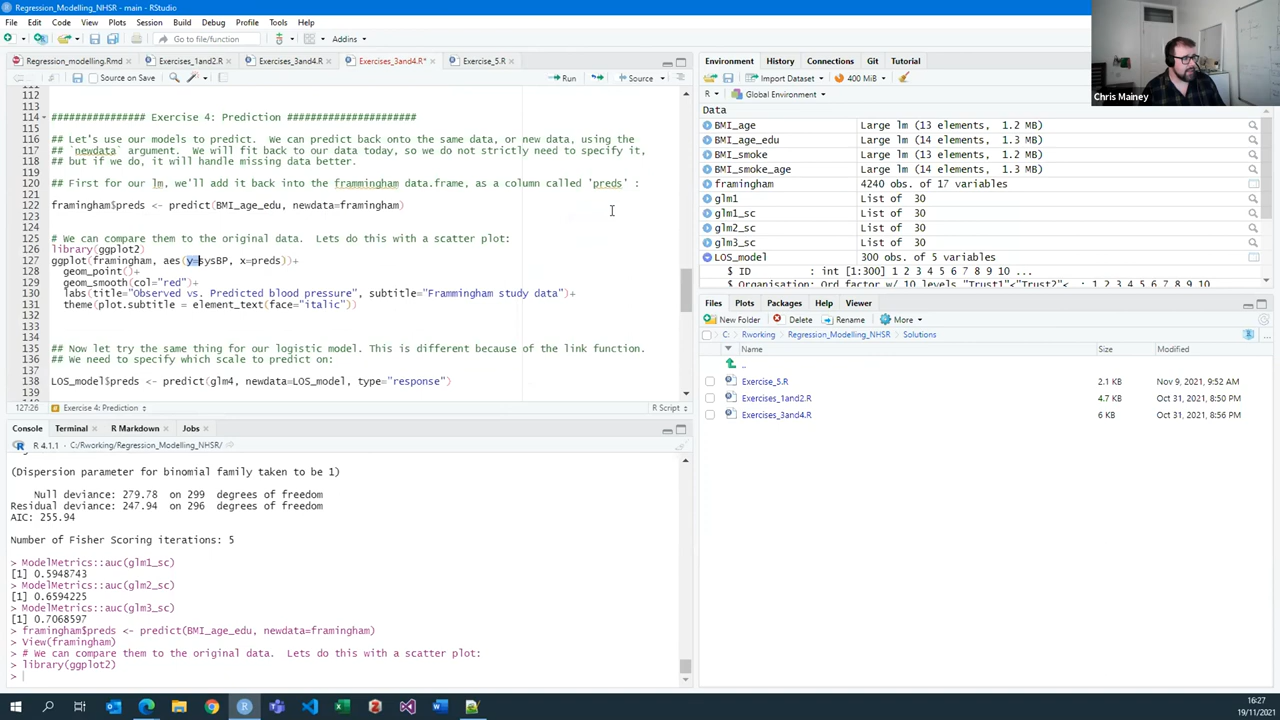 Regression_Modelling_NHSR - main - RStudio
File Edit Code View Plots Session Build Debug Profile Tools Help
Go to file/function Addins
Regression_modelling.Rmd Exercises_1and2.R Exercises_3and4.R Exercises_3and4.R* Exercise_5.R
Source on Save Run Source
112
113
114 ############### Exercise 4: Prediction ######################
115
116 ## Let's use our models to predict. We can predict back onto the same data, or new data, using the
117 ## `newdata` argument. We will fit back to our data today, so we do not strictly need to specify it,
118 ## but if we do, it will handle missing data better.
119
120 ## First for our lm, we'll add it back into the frammingham data.frame, as a column called 'preds' :
121
122 framingham$preds <- predict(BMI_age_edu, newdata=framingham)
123
124
125 # We can compare them to the original data. Lets do this with a scatter plot:
126 library(ggplot2)
127 ggplot(framingham, aes(y=sysBP, x=preds))+
128 geom_point()+
129 geom_smooth(col="red")+
130 labs(title="Observed vs. Predicted blood pressure", subtitle="Frammingham study data")+
131 theme(plot.subtitle = element_text(face="italic"))
132
133
134
135 # Now lets do the same thing for our logistic model. This is different because of the link function.
136 ## We need to specify which scale to predict on:
137
138 LOS_model$preds <- predict(glm4, newdata=LOS_model, type="response")
139
127:26 Exercise 4: Prediction R Script
Console Terminal R Markdown Jobs
R 4.1.1 · C:/Rworking/Regression_Modelling_NHSR/
(Dispersion parameter for binomial family taken to be 1)
Null deviance: 279.78 on 299 degrees of freedom
Residual deviance: 247.94 on 296 degrees of freedom
AIC: 255.94
Number of Fisher Scoring iterations: 5
> ModelMetrics::auc(glm1_sc)
[1] 0.5948743
> ModelMetrics::auc(glm2_sc)
[1] 0.6594225
> ModelMetrics::auc(glm3_sc)
[1] 0.7068597
> framingham$preds <- predict(BMI_age_edu, newdata=framingham)
> View(framingham)
> # We can compare them to the original data. Lets do this with a scatter plot:
> library(ggplot2)
>
Environment History Connections Git Tutorial
Import Dataset 400 MiB
R Global Environment
Data
BMI_age Large lm (13 elements, 1.2 MB)
BMI_age_edu Large lm (14 elements, 1.3 MB)
BMI_smoke Large lm (13 elements, 1.2 MB)
BMI_smoke_age Large lm (14 elements, 1.3 MB)
framingham 4240 obs. of 17 variables
glm1 List of 30
glm1_sc List of 30
glm2_sc List of 30
glm3_sc List of 30
LOS_model 300 obs. of 5 variables
$ ID : int [1:300] 1 2 3 4 5 6 7 8 9 10 ...
$ Organisation: Ord.factor w/ 10 levels "Trust1"<"Trust2"<..: 1 2 3 4 5 6 7 8 9 10
Files Plots Packages Help Viewer
New Folder Delete Rename More
C: Rworking Regression_Modelling_NHSR Solutions
Name Size Modified
..
Exercise_5.R 2.1 KB Nov 9, 2021, 9:52 AM
Exercises_1and2.R 4.7 KB Oct 31, 2021, 8:50 PM
Exercises_3and4.R 6 KB Oct 31, 2021, 8:56 PM
Chris Mainey
16:27
19/11/2021